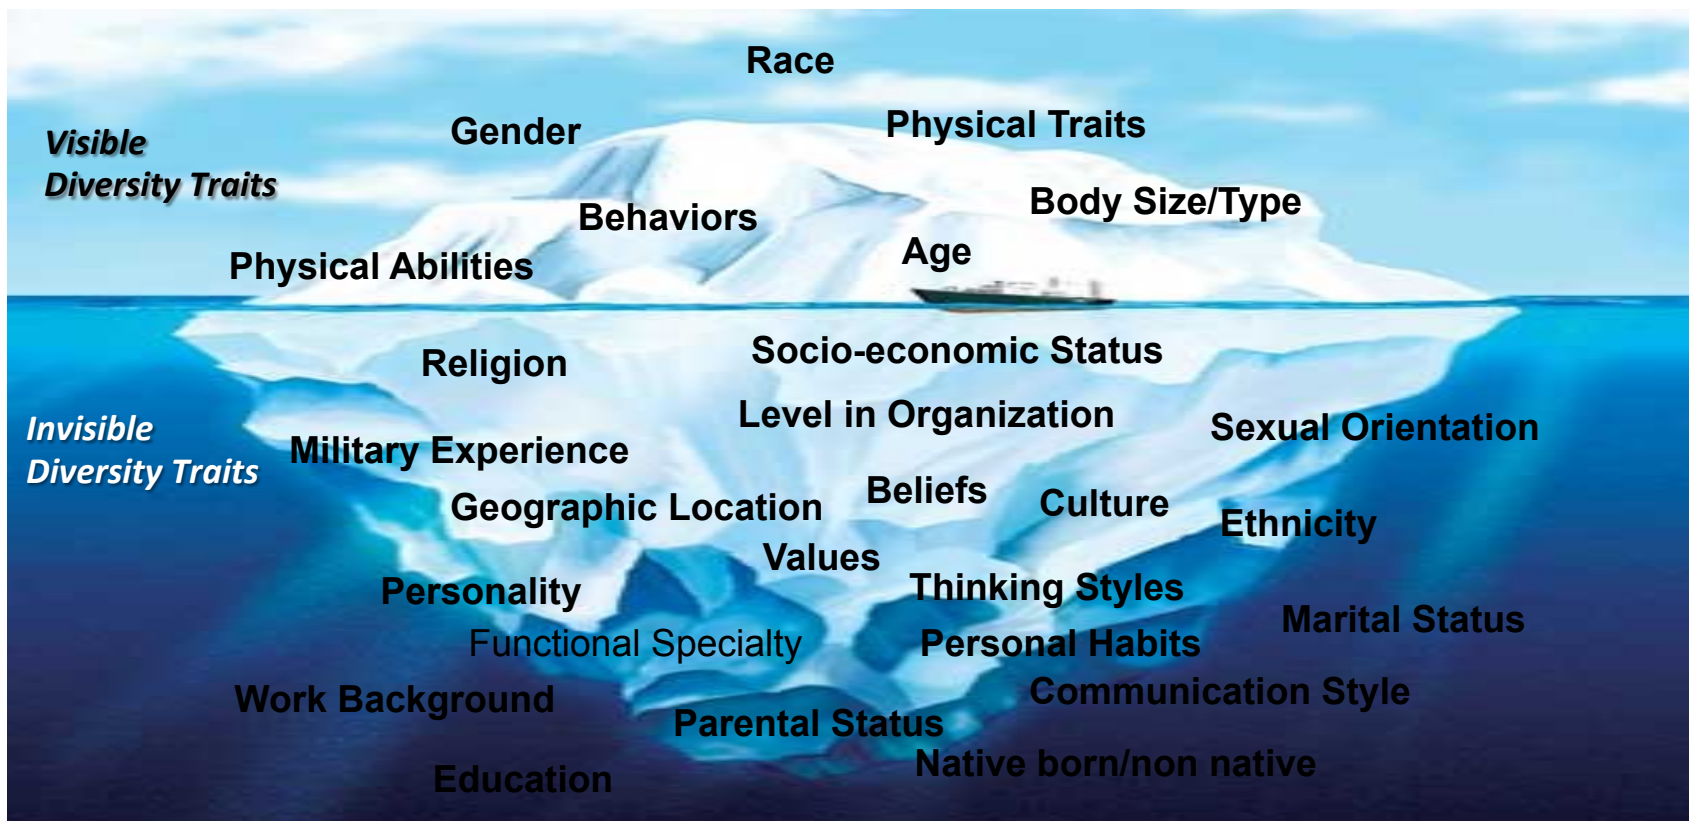 Race
Gender
Physical Traits
Visible
Diversity Traits
Behaviors
Body Size/Type
Physical Abilities
Age
Religion
Socio-economic Status
Level in Organization
Sexual Orientation
Invisible
Diversity Traits
Military Experience
Geographic Location
Beliefs
Culture
Ethnicity
Values
Personality
Thinking Styles
Marital Status
Functional Specialty
Personal Habits
Work Background
Communication Style
Parental Status
Education
Native born/non native